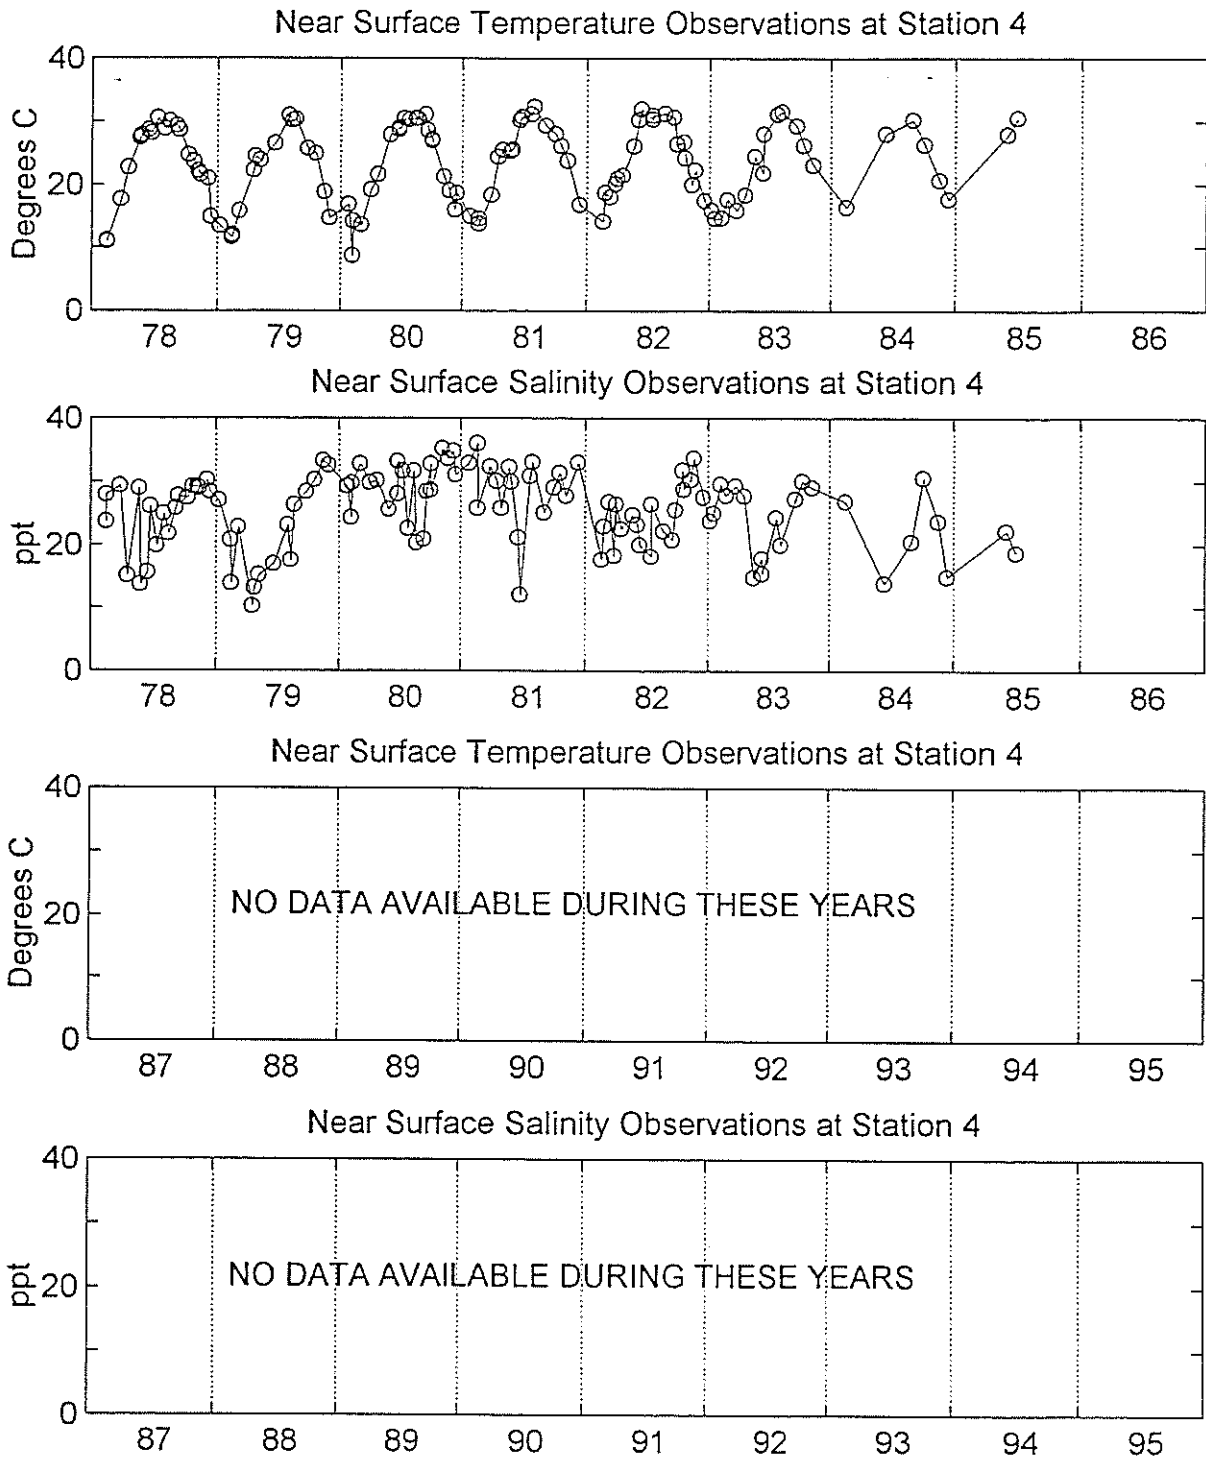 Near Surface Temperature Observations at Station 4
40
20
0
Degrees C
78 79 80 81 82 83 84 85 86
Near Surface Salinity Observations at Station 4
40
20
0
ppt
78 79 80 81 82 83 84 85 86
Near Surface Temperature Observations at Station 4
40
20
0
Degrees C
NO DATA AVAILABLE DURING THESE YEARS
87 88 89 90 91 92 93 94 95
Near Surface Salinity Observations at Station 4
40
20
0
ppt
NO DATA AVAILABLE DURING THESE YEARS
87 88 89 90 91 92 93 94 95